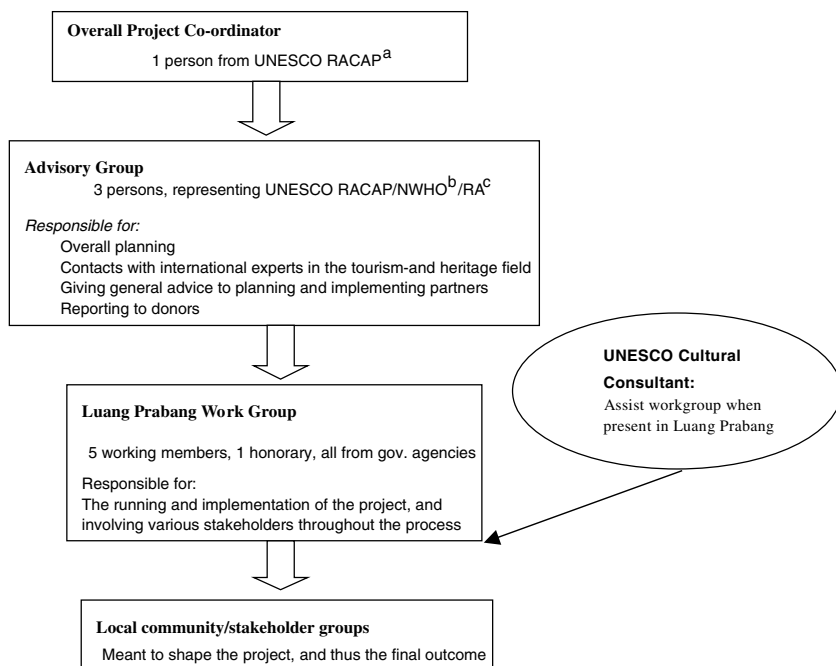 Overall Project Co-ordinator
1 person from UNESCO RACAPa
Advisory Group
3 persons, representing UNESCO RACAP/NWHOb/RAc
Responsible for:
Overall planning
Contacts with international experts in the tourism-and heritage field
Giving general advice to planning and implementing partners
Reporting to donors
UNESCO Cultural
Consultant:
Assist workgroup when
present in Luang Prabang
Luang Prabang Work Group
5 working members, 1 honorary, all from gov. agencies
Responsible for:
The running and implementation of the project, and
involving various stakeholders throughout the process
Local community/stakeholder groups
Meant to shape the project, and thus the final outcome